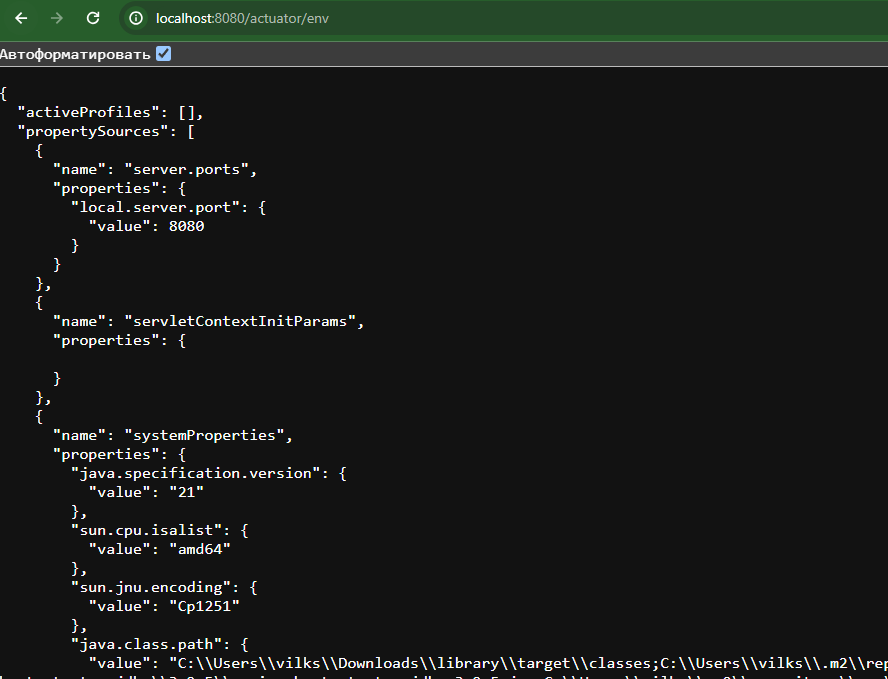 localhost:8080/actuator/env
Автоформатировать
{
  "activeProfiles": [],
  "propertySources": [
    {
      "name": "server.ports",
      "properties": {
        "local.server.port": {
          "value": 8080
        }
      }
    },
    {
      "name": "servletContextInitParams",
      "properties": {
      }
    },
    {
      "name": "systemProperties",
      "properties": {
        "java.specification.version": {
          "value": "21"
        },
        "sun.cpu.isalist": {
          "value": "amd64"
        },
        "sun.jnu.encoding": {
          "value": "Cp1251"
        },
        "java.class.path": {
          "value": "C:\\Users\\vilks\\Downloads\\library\\target\\classes;C:\\Users\\vilks\\.m2\\rep